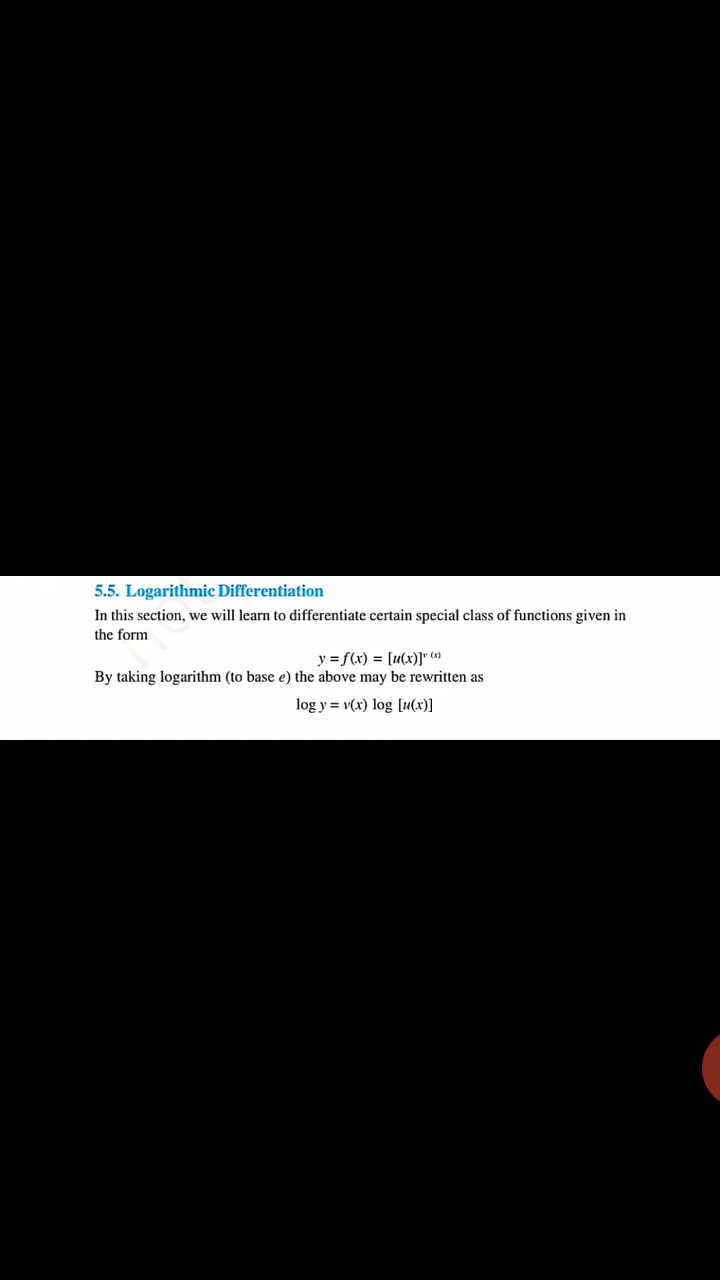 5.5. Logarithmic Differentiation
In this section, we will learn to differentiate certain special class of functions given in
the form
y = f(x) = [u(x)]^{v (x)}
By taking logarithm (to base e) the above may be rewritten as
log y = v(x) log [u(x)]